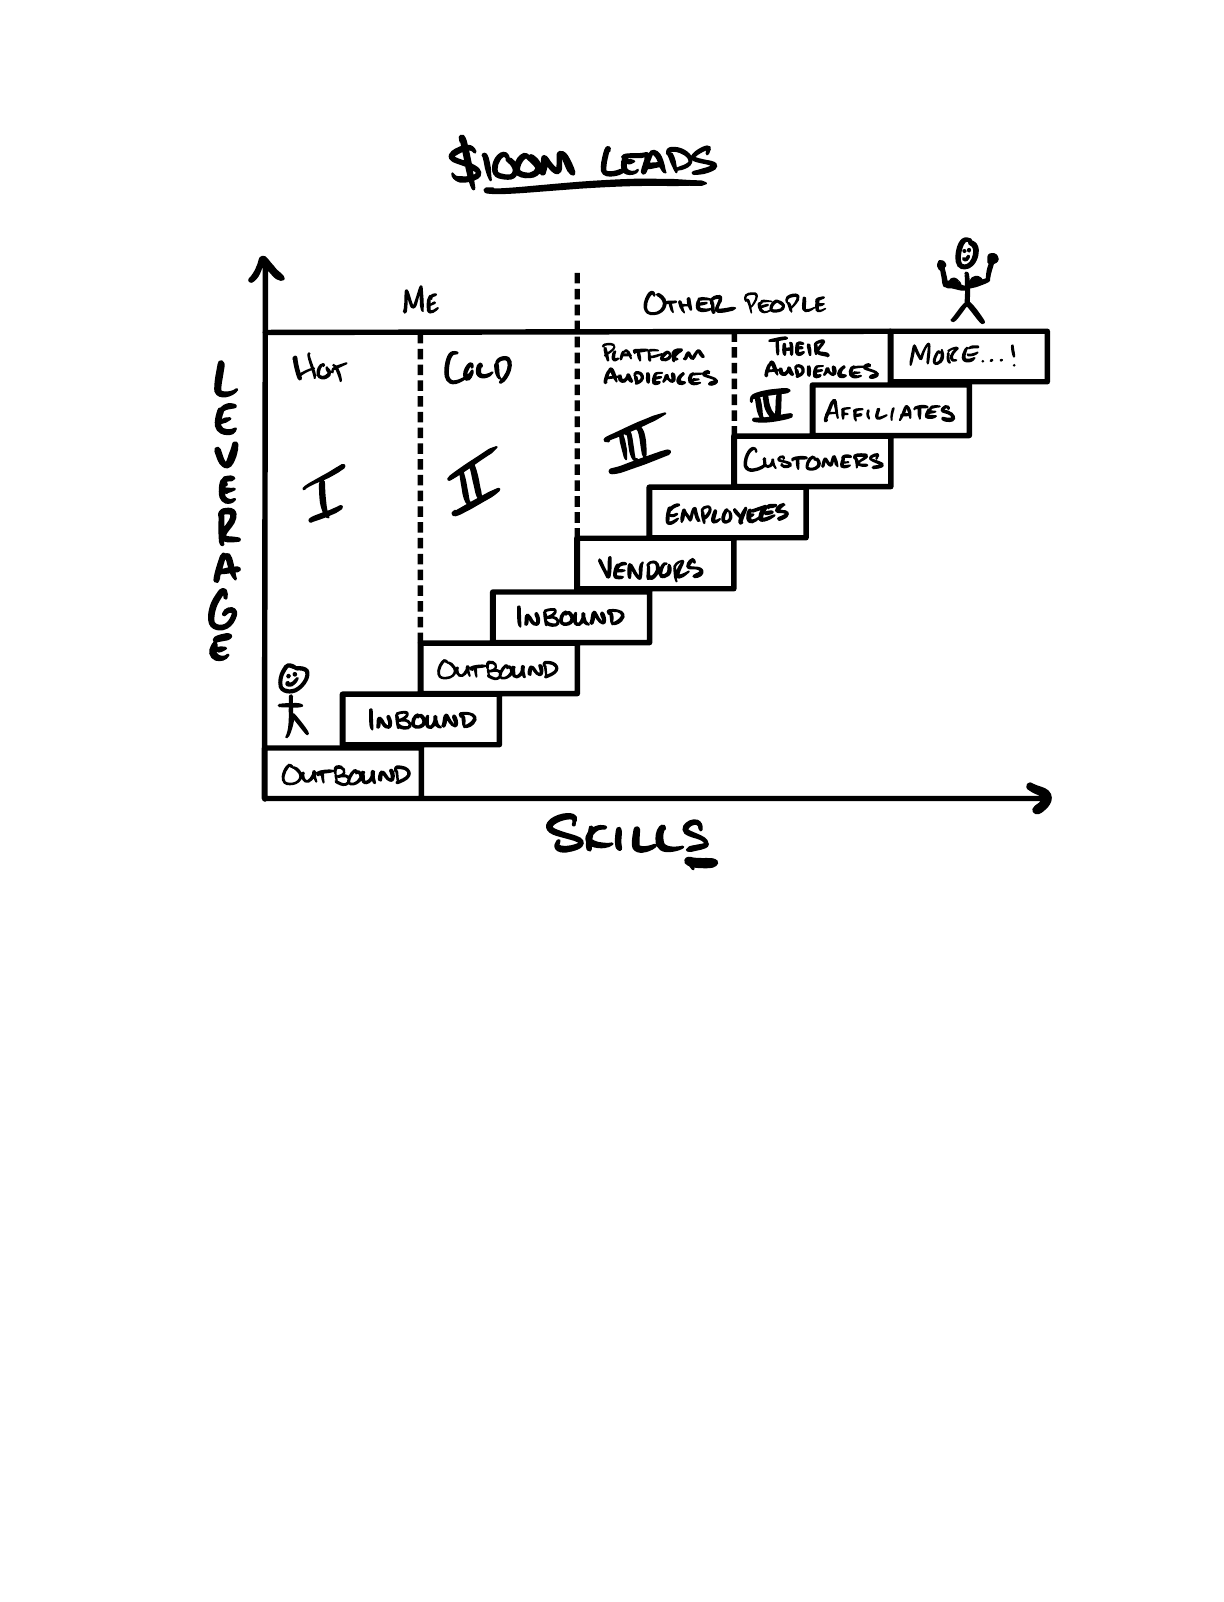 $100M LEADS
ME
OTHER PEOPLE
HOT
COLD
PLATFORM
AUDIENCES
THEIR
AUDIENCES
MORE...!
I
II
III
IV
AFFILIATES
CUSTOMERS
EMPLOYEES
VENDORS
INBOUND
OUTBOUND
INBOUND
OUTBOUND
LEVERAGE
SKILLS